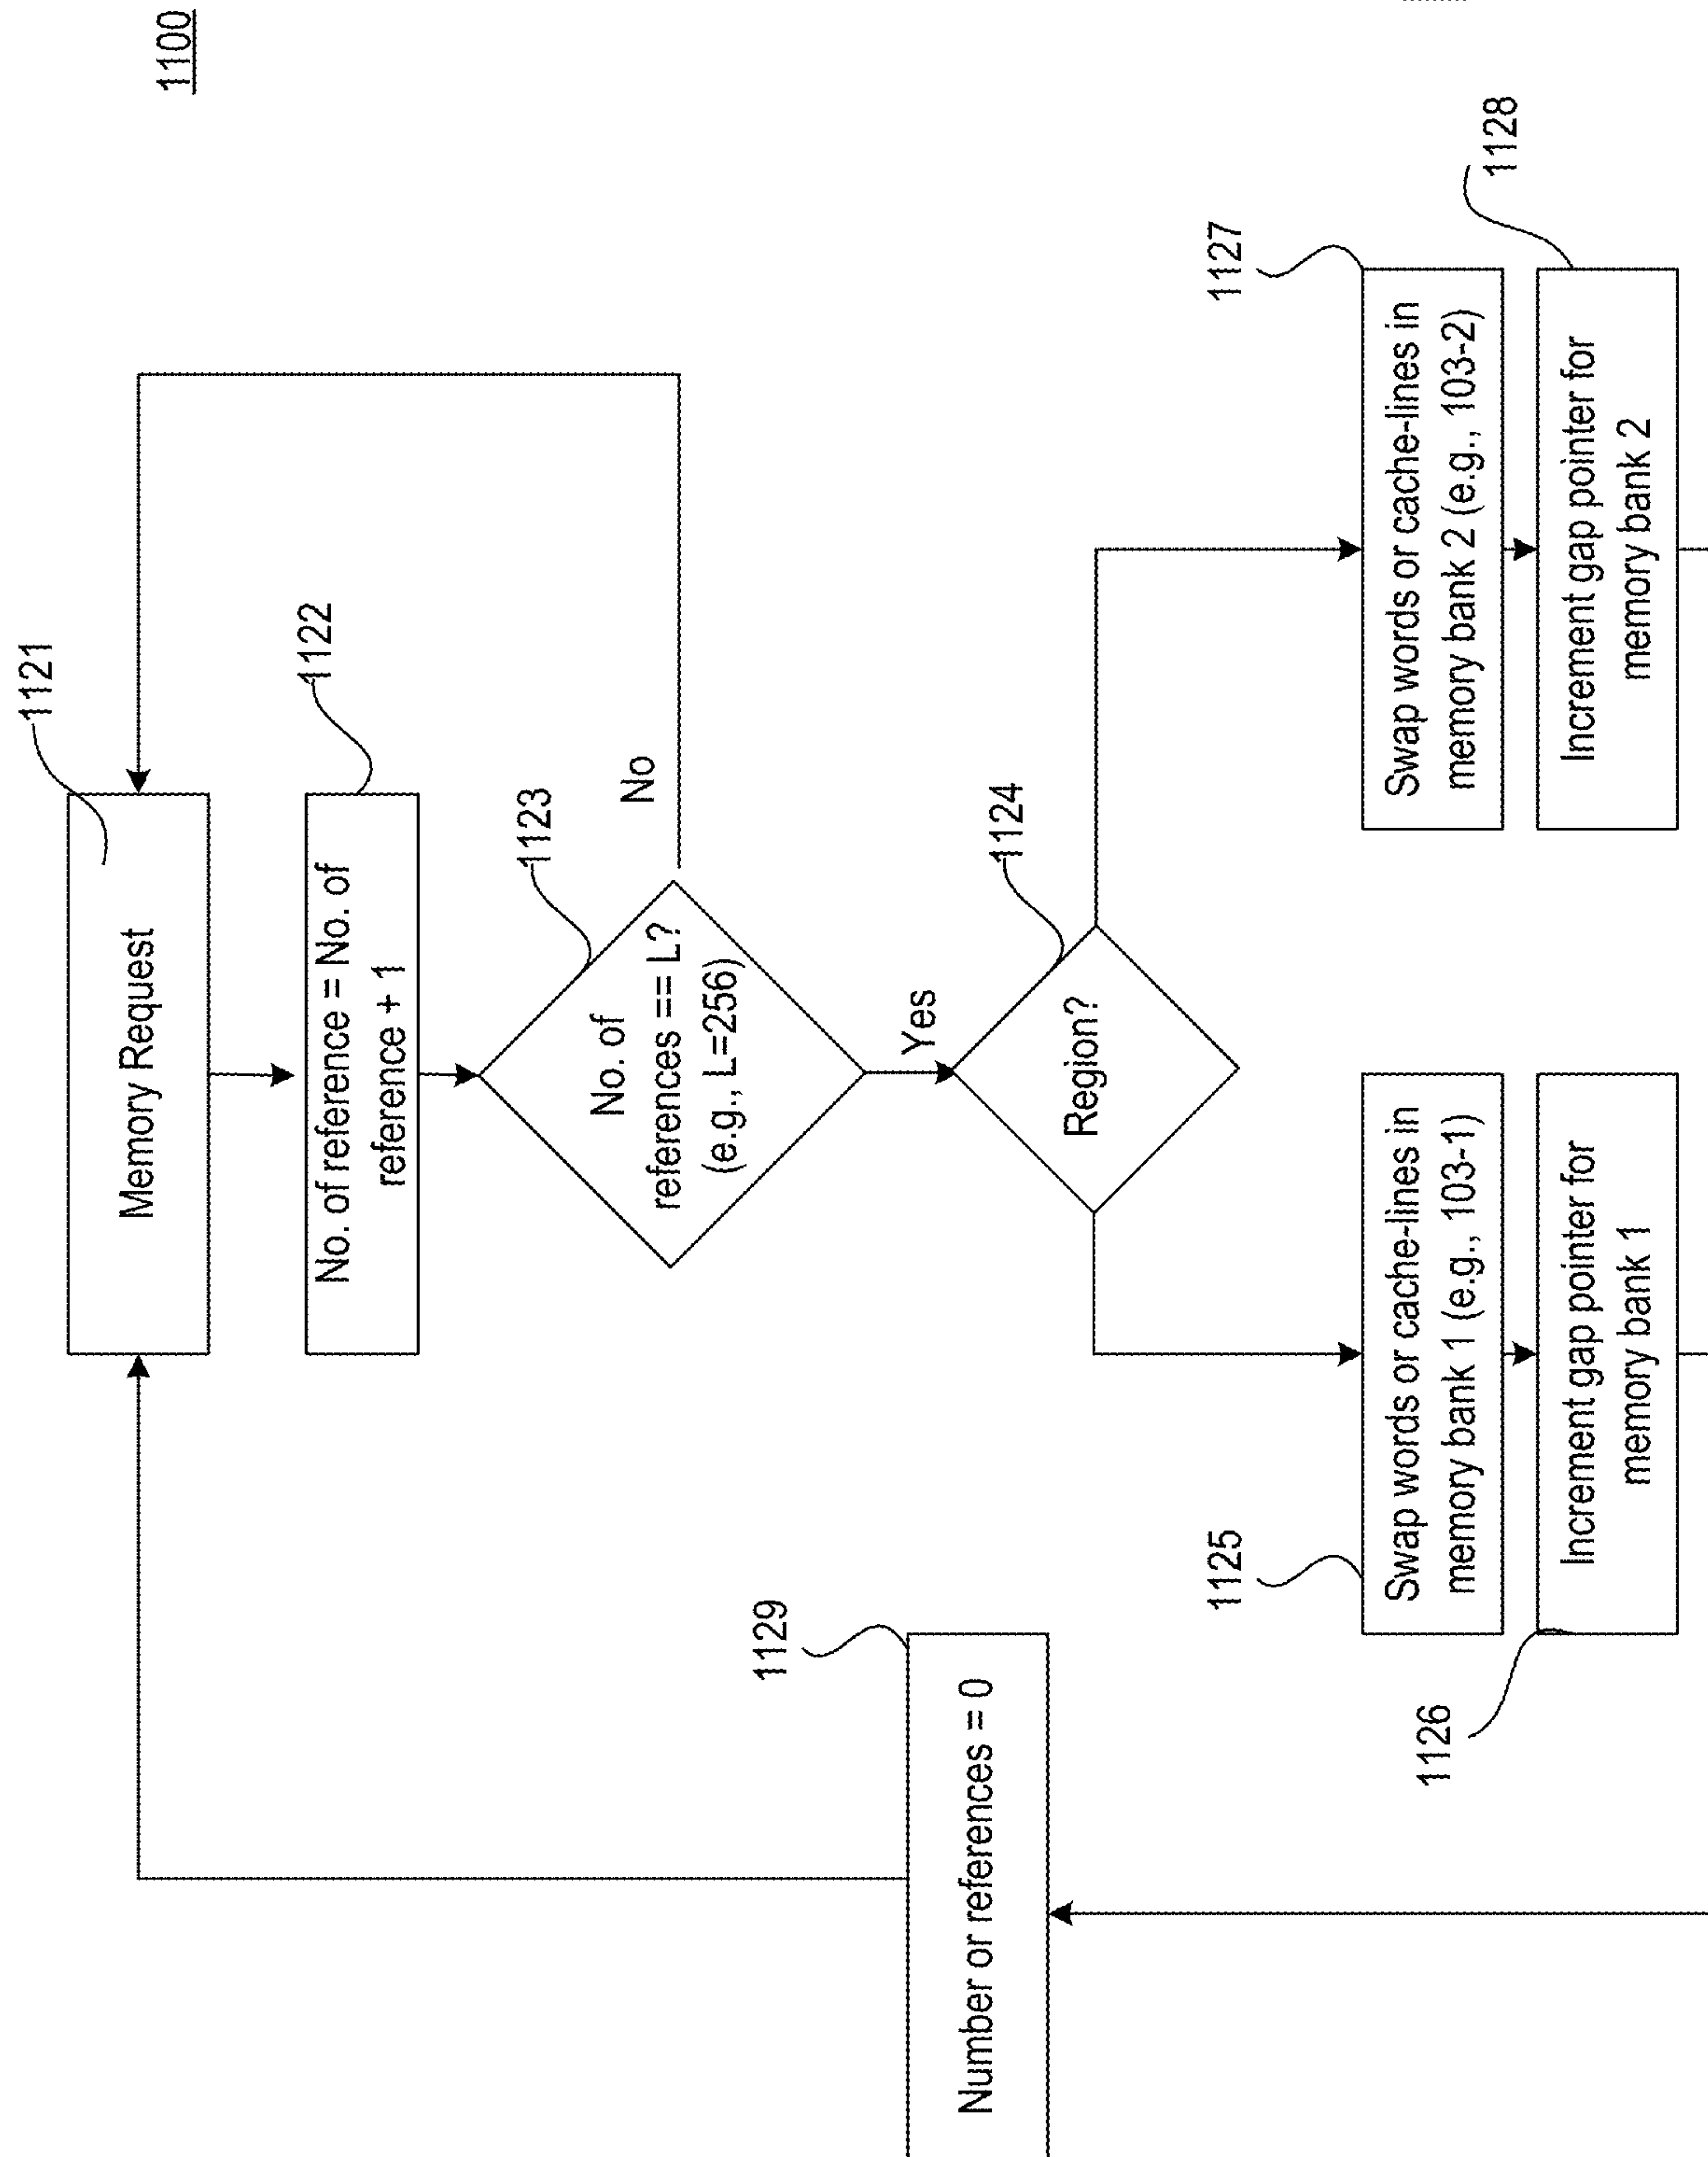 1100
1121
Memory Request
1122
No. of reference = No. of
reference + 1
1123
No. of
references == L?
(e.g., L=256)
No
Yes
1124
Region?
1129
Number or references = 0
1125
Swap words or cache-lines in
memory bank 1 (e.g., 103-1)
1127
Swap words or cache-lines in
memory bank 2 (e.g., 103-2)
1126
Increment gap pointer for
memory bank 1
1128
Increment gap pointer for
memory bank 2